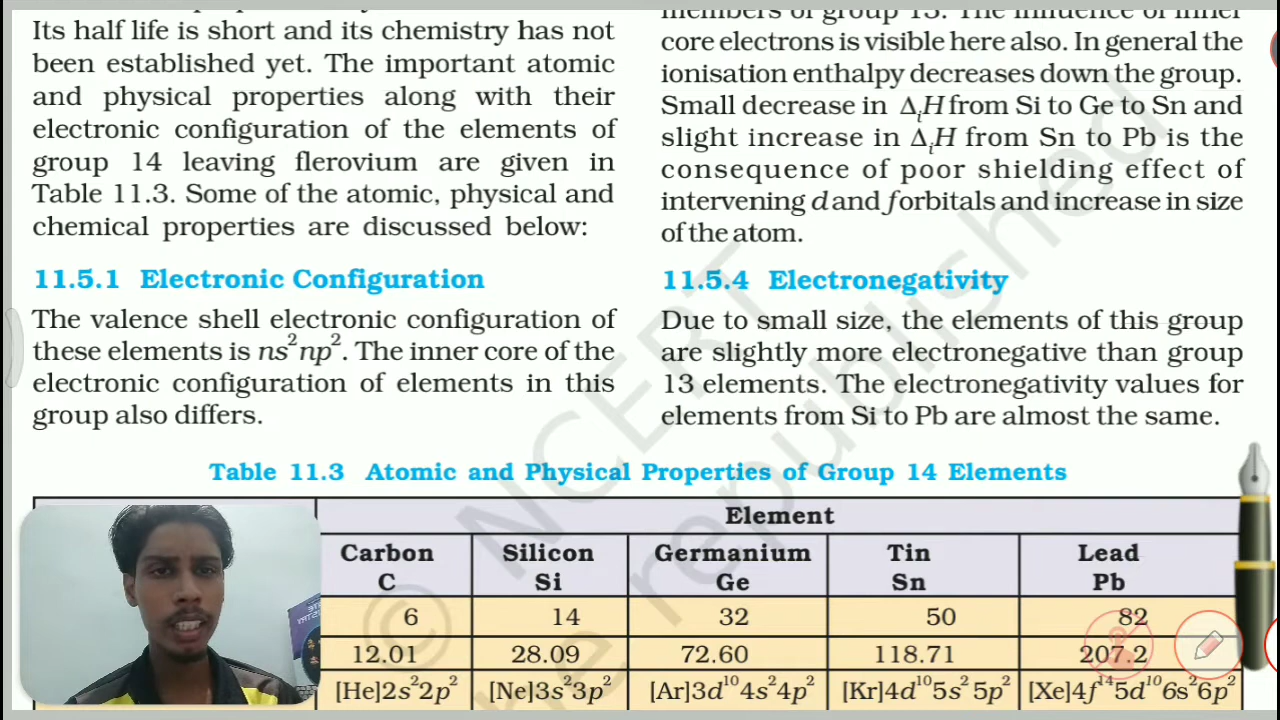 Its half life is short and its chemistry has not
been established yet. The important atomic
and physical properties along with their
electronic configuration of the elements of
group 14 leaving flerovium are given in
Table 11.3. Some of the atomic, physical and
chemical properties are discussed below:
11.5.1 Electronic Configuration
The valence shell electronic configuration of
these elements is ns²np². The inner core of the
electronic configuration of elements in this
group also differs.
members of group 13. The influence of inner
core electrons is visible here also. In general the
ionisation enthalpy decreases down the group.
Small decrease in ΔᵢH from Si to Ge to Sn and
slight increase in ΔᵢH from Sn to Pb is the
consequence of poor shielding effect of
intervening d and f orbitals and increase in size
of the atom.
11.5.4 Electronegativity
Due to small size, the elements of this group
are slightly more electronegative than group
13 elements. The electronegativity values for
elements from Si to Pb are almost the same.
Table 11.3 Atomic and Physical Properties of Group 14 Elements
Element
Carbon Silicon Germanium Tin Lead
C Si Ge Sn Pb
6 14 32 50 82
12.01 28.09 72.60 118.71 207.2
[He]2s²2p² [Ne]3s²3p² [Ar]3d¹⁰4s²4p² [Kr]4d¹⁰5s²5p² [Xe]4f¹⁴5d¹⁰6s²6p²
© NCERT
be republished